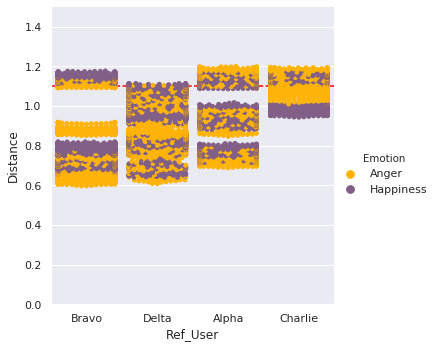 1.4
1.2
1.0
0.8
0.6
0.4
0.2
0.0
Distance
Bravo Delta Alpha Charlie
Ref_User
Emotion
Anger
Happiness